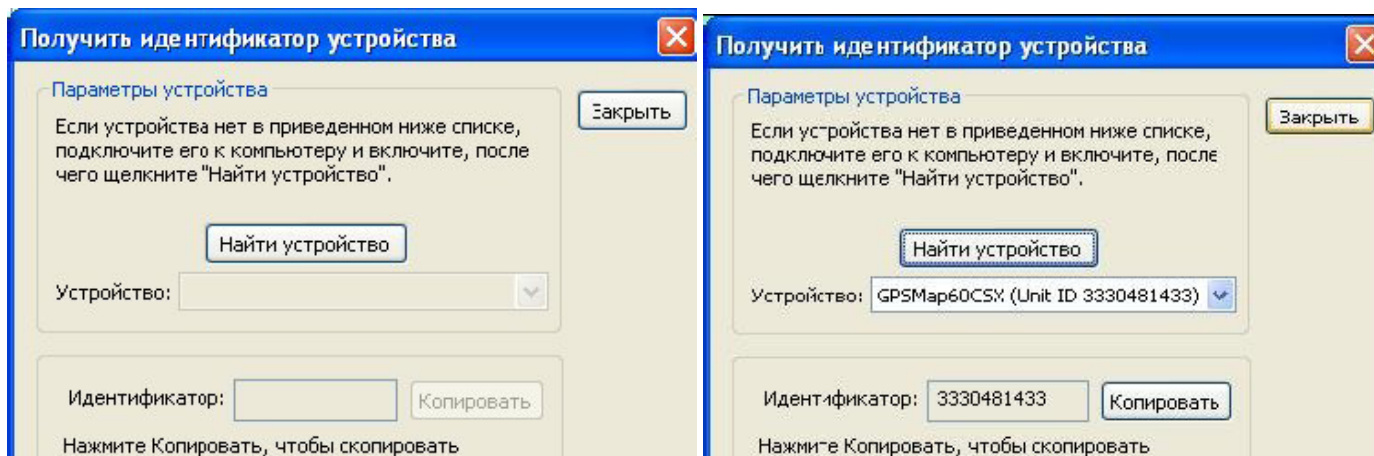 Получить идентификатор устройства
Параметры устройства
Если устройства нет в приведенном ниже списке,
подключите его к компьютеру и включите, после
чего щелкните "Найти устройство".
Закрыть
Найти устройство
Устройство:
Идентификатор:
Копировать
Нажмите Копировать, чтобы скопировать
Получить идентификатор устройства
Параметры устройства
Если устройства нет в приведенном ниже списке,
подключите его к компьютеру и включите, после
чего щелкните "Найти устройство".
Закрыть
Найти устройство
Устройство: GPSMap60CSX (Unit ID 3330481433)
Идентификатор: 3330481433
Копировать
Нажмите Копировать, чтобы скопировать